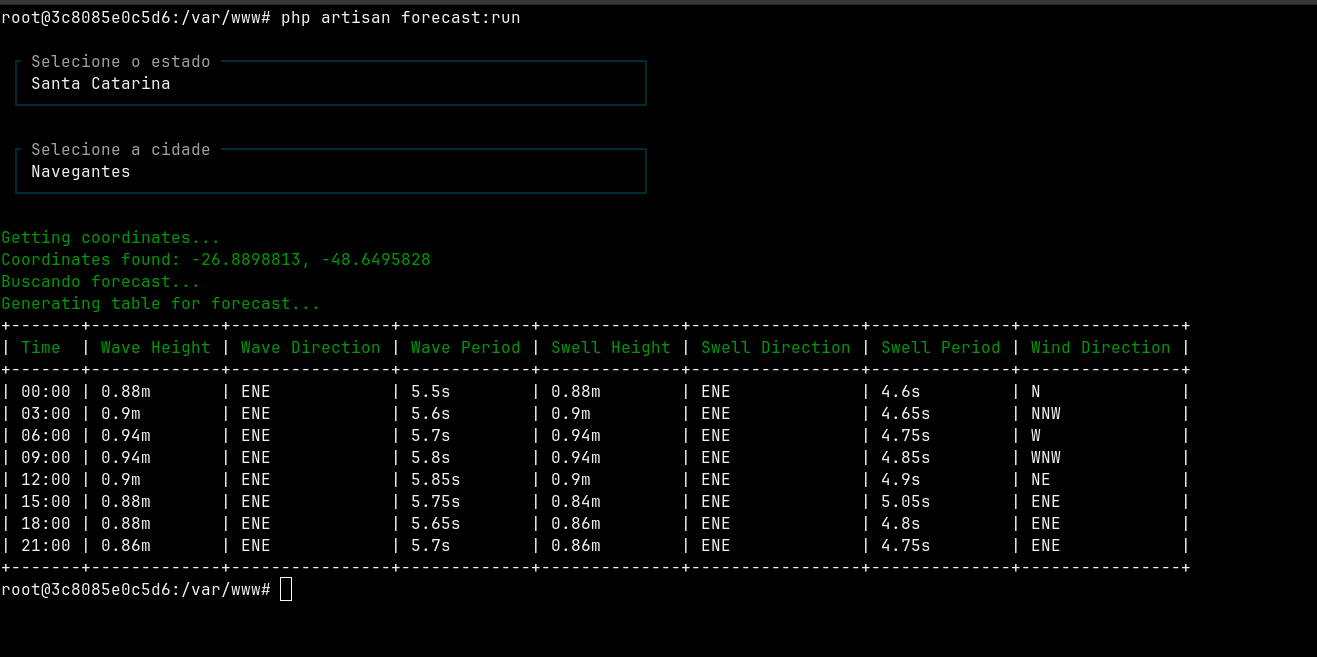 root@3c8085e0c5d6:/var/www# php artisan forecast:run
Selecione o estado
Santa Catarina
Selecione a cidade
Navegantes
Getting coordinates...
Coordinates found: -26.8898813, -48.6495828
Buscando forecast...
Generating table for forecast...
+-------+-------------+----------------+-------------+--------------+-----------------+--------------+----------------+
| Time  | Wave Height | Wave Direction | Wave Period | Swell Height | Swell Direction | Swell Period | Wind Direction |
+-------+-------------+----------------+-------------+--------------+-----------------+--------------+----------------+
| 00:00 | 0.88m       | ENE            | 5.5s        | 0.88m        | ENE             | 4.6s         | N              |
| 03:00 | 0.9m        | ENE            | 5.6s        | 0.9m         | ENE             | 4.65s        | NNW            |
| 06:00 | 0.94m       | ENE            | 5.7s        | 0.94m        | ENE             | 4.75s        | W              |
| 09:00 | 0.94m       | ENE            | 5.8s        | 0.94m        | ENE             | 4.85s        | WNW            |
| 12:00 | 0.9m        | ENE            | 5.85s       | 0.9m         | ENE             | 4.9s         | NE             |
| 15:00 | 0.88m       | ENE            | 5.75s       | 0.84m        | ENE             | 5.05s        | ENE            |
| 18:00 | 0.88m       | ENE            | 5.65s       | 0.86m        | ENE             | 4.8s         | ENE            |
| 21:00 | 0.86m       | ENE            | 5.7s        | 0.86m        | ENE             | 4.75s        | ENE            |
+-------+-------------+----------------+-------------+--------------+-----------------+--------------+----------------+
root@3c8085e0c5d6:/var/www#